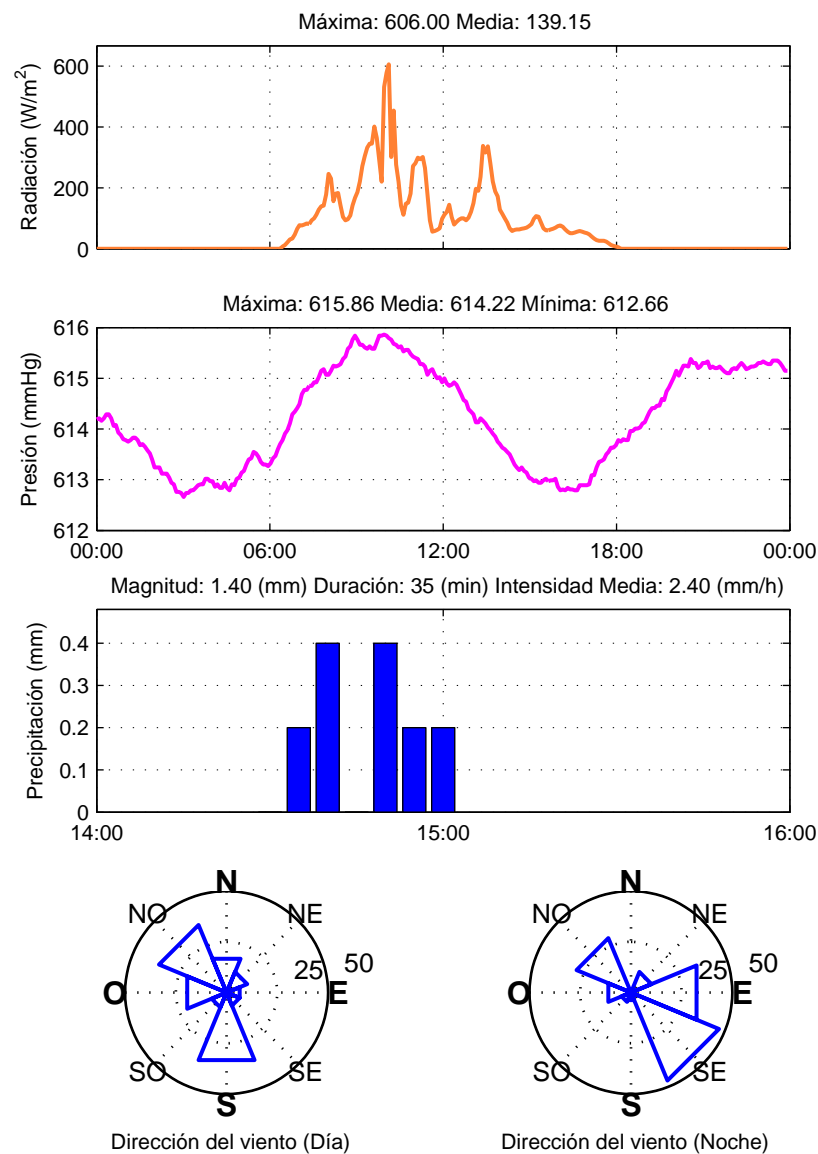 Máxima: 606.00 Media: 139.15
Radiación (W/m²)
600
400
200
0
Máxima: 615.86 Media: 614.22 Mínima: 612.66
Presión (mmHg)
616
615
614
613
612
00:00 06:00 12:00 18:00 00:00
Magnitud: 1.40 (mm) Duración: 35 (min) Intensidad Media: 2.40 (mm/h)
Precipitación (mm)
0.4
0.3
0.2
0.1
0
14:00 15:00 16:00
N
NO NE
25 50
O E
SO SE
S
Dirección del viento (Día)
N
NO NE
25 50
O E
SO SE
S
Dirección del viento (Noche)